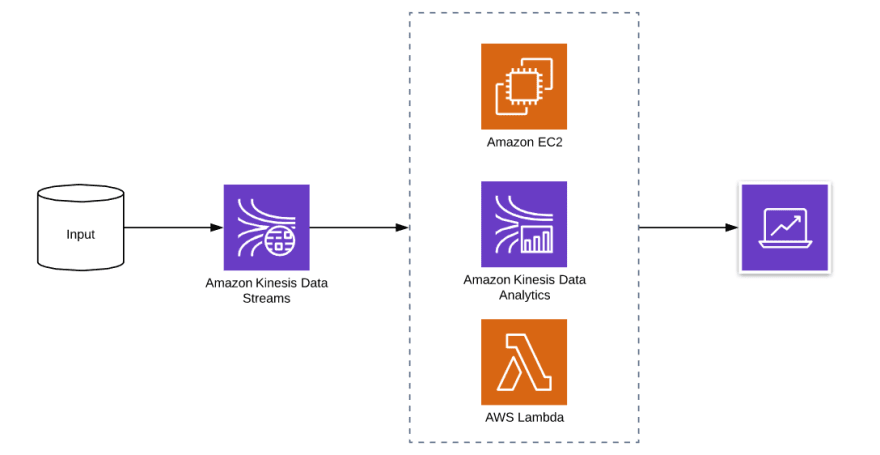 Amazon EC2
Input
Amazon Kinesis Data
Streams
Amazon Kinesis Data
Analytics
AWS Lambda